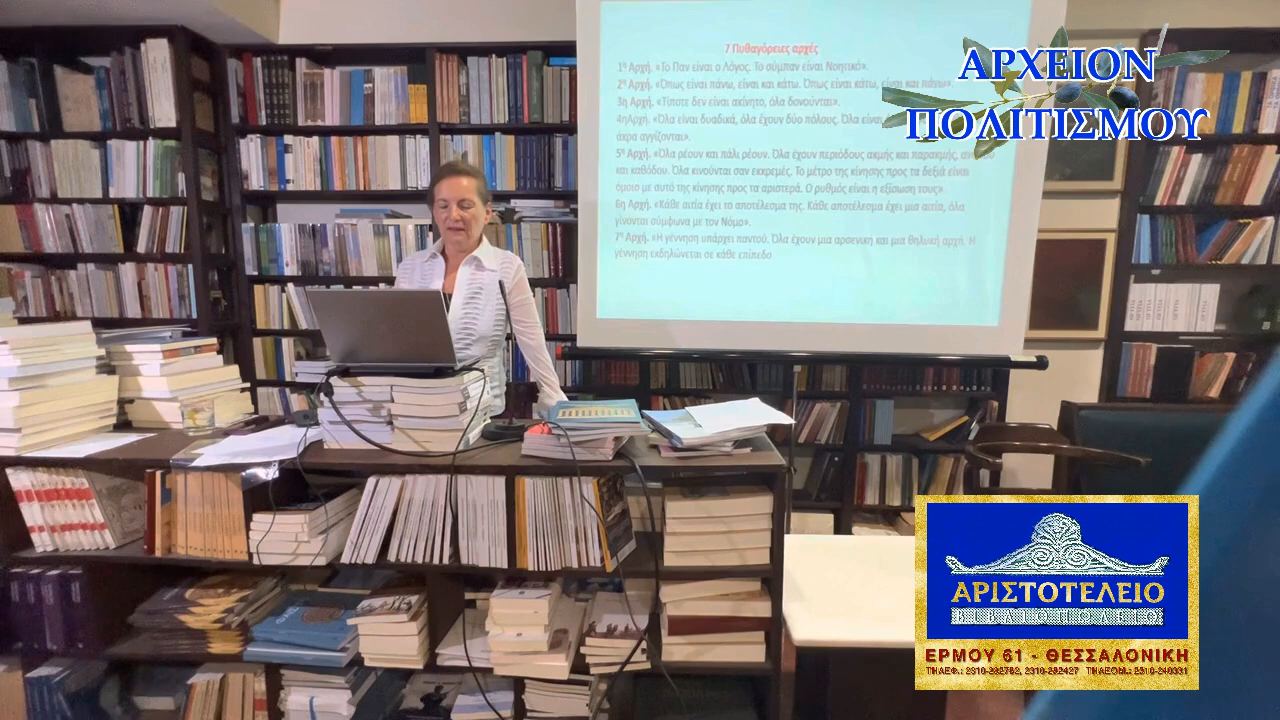 7 Πυθαγόρειες αρχές
1η Αρχή. «Το Παν είναι ο Λόγος. Το σύμπαν είναι Νοητικό».
2η Αρχή. «Όπως είναι πάνω, είναι και κάτω. Όπως είναι κάτω, είναι και πάνω».
3η Αρχή. «Τίποτε δεν είναι ακίνητο, όλα δονούνται».
4ηΑρχή. «Όλα είναι δυαδικά, όλα έχουν δύο πόλους. Όλα είναι
άκρα αγγίζονται».
5η Αρχή. «Όλα ρέουν και πάλι ρέουν. Όλα έχουν περιόδους ακμής και παρακμής,
και καθόδου. Όλα κινούνται σαν εκκρεμές. Το μέτρο της κίνησης προς τα δεξιά είναι
όμοιο με αυτό της κίνησης προς τα αριστερά. Ο ρυθμός είναι η εξίσωση τους».
6η Αρχή. «Κάθε αιτία έχει το αποτέλεσμα της. Κάθε αποτέλεσμα έχει μια αιτία, όλα
γίνονται σύμφωνα με τον Νόμο».
7η Αρχή. «Η γέννηση υπάρχει παντού. Όλα έχουν μια αρσενικη και μια θηλυκή αρχή. Η
γέννηση εκδηλώνεται σε κάθε επίπεδο
ΑΡΧΕΙΟΝ
ΠΟΛΙΤΙΣΜΟΥ
ΑΡΙΣΤΟΤΕΛΕΙΟ
ΕΡΜΟΥ 61 - ΘΕΣΣΑΛΟΝΙΚΗ